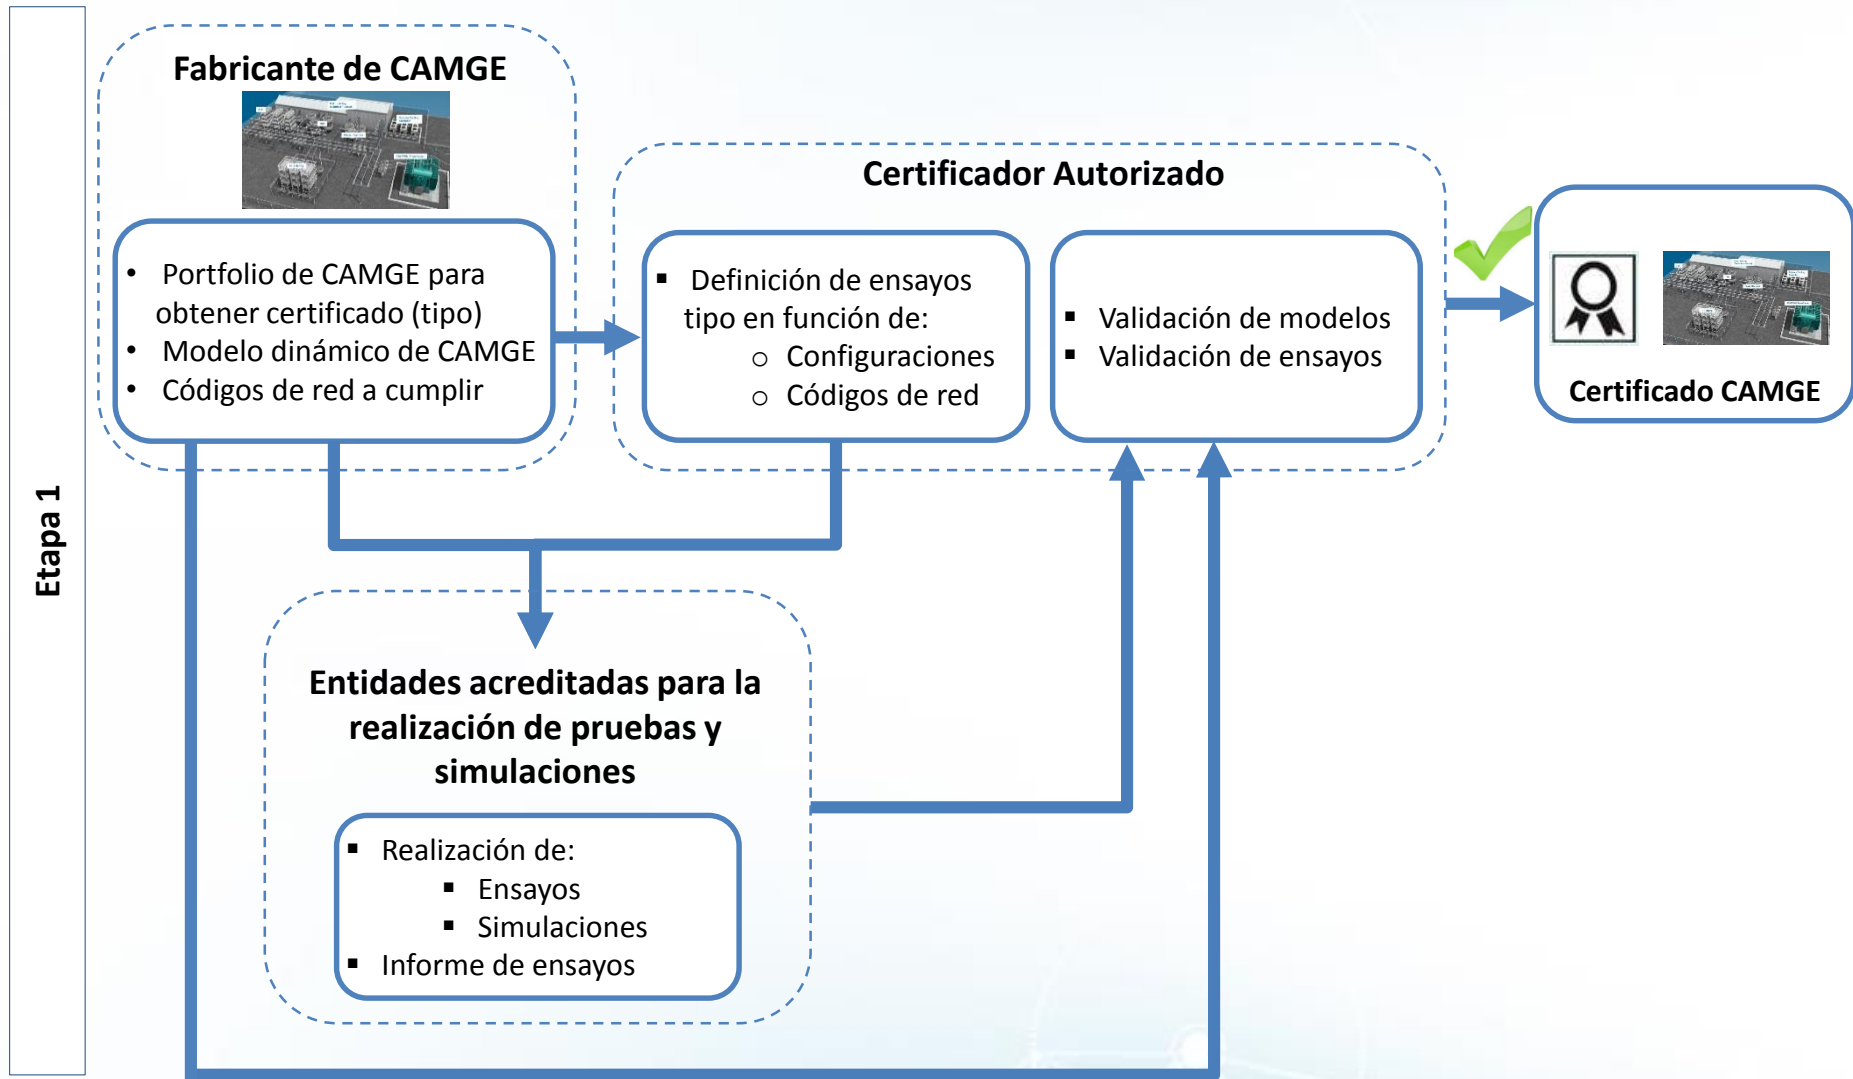 Etapa 1
Fabricante de CAMGE
• Portfolio de CAMGE para
obtener certificado (tipo)
• Modelo dinámico de CAMGE
• Códigos de red a cumplir
Certificador Autorizado
▪ Definición de ensayos
tipo en función de:
o Configuraciones
o Códigos de red
▪ Validación de modelos
▪ Validación de ensayos
Certificado CAMGE
Entidades acreditadas para la
realización de pruebas y
simulaciones
▪ Realización de:
▪ Ensayos
▪ Simulaciones
▪ Informe de ensayos